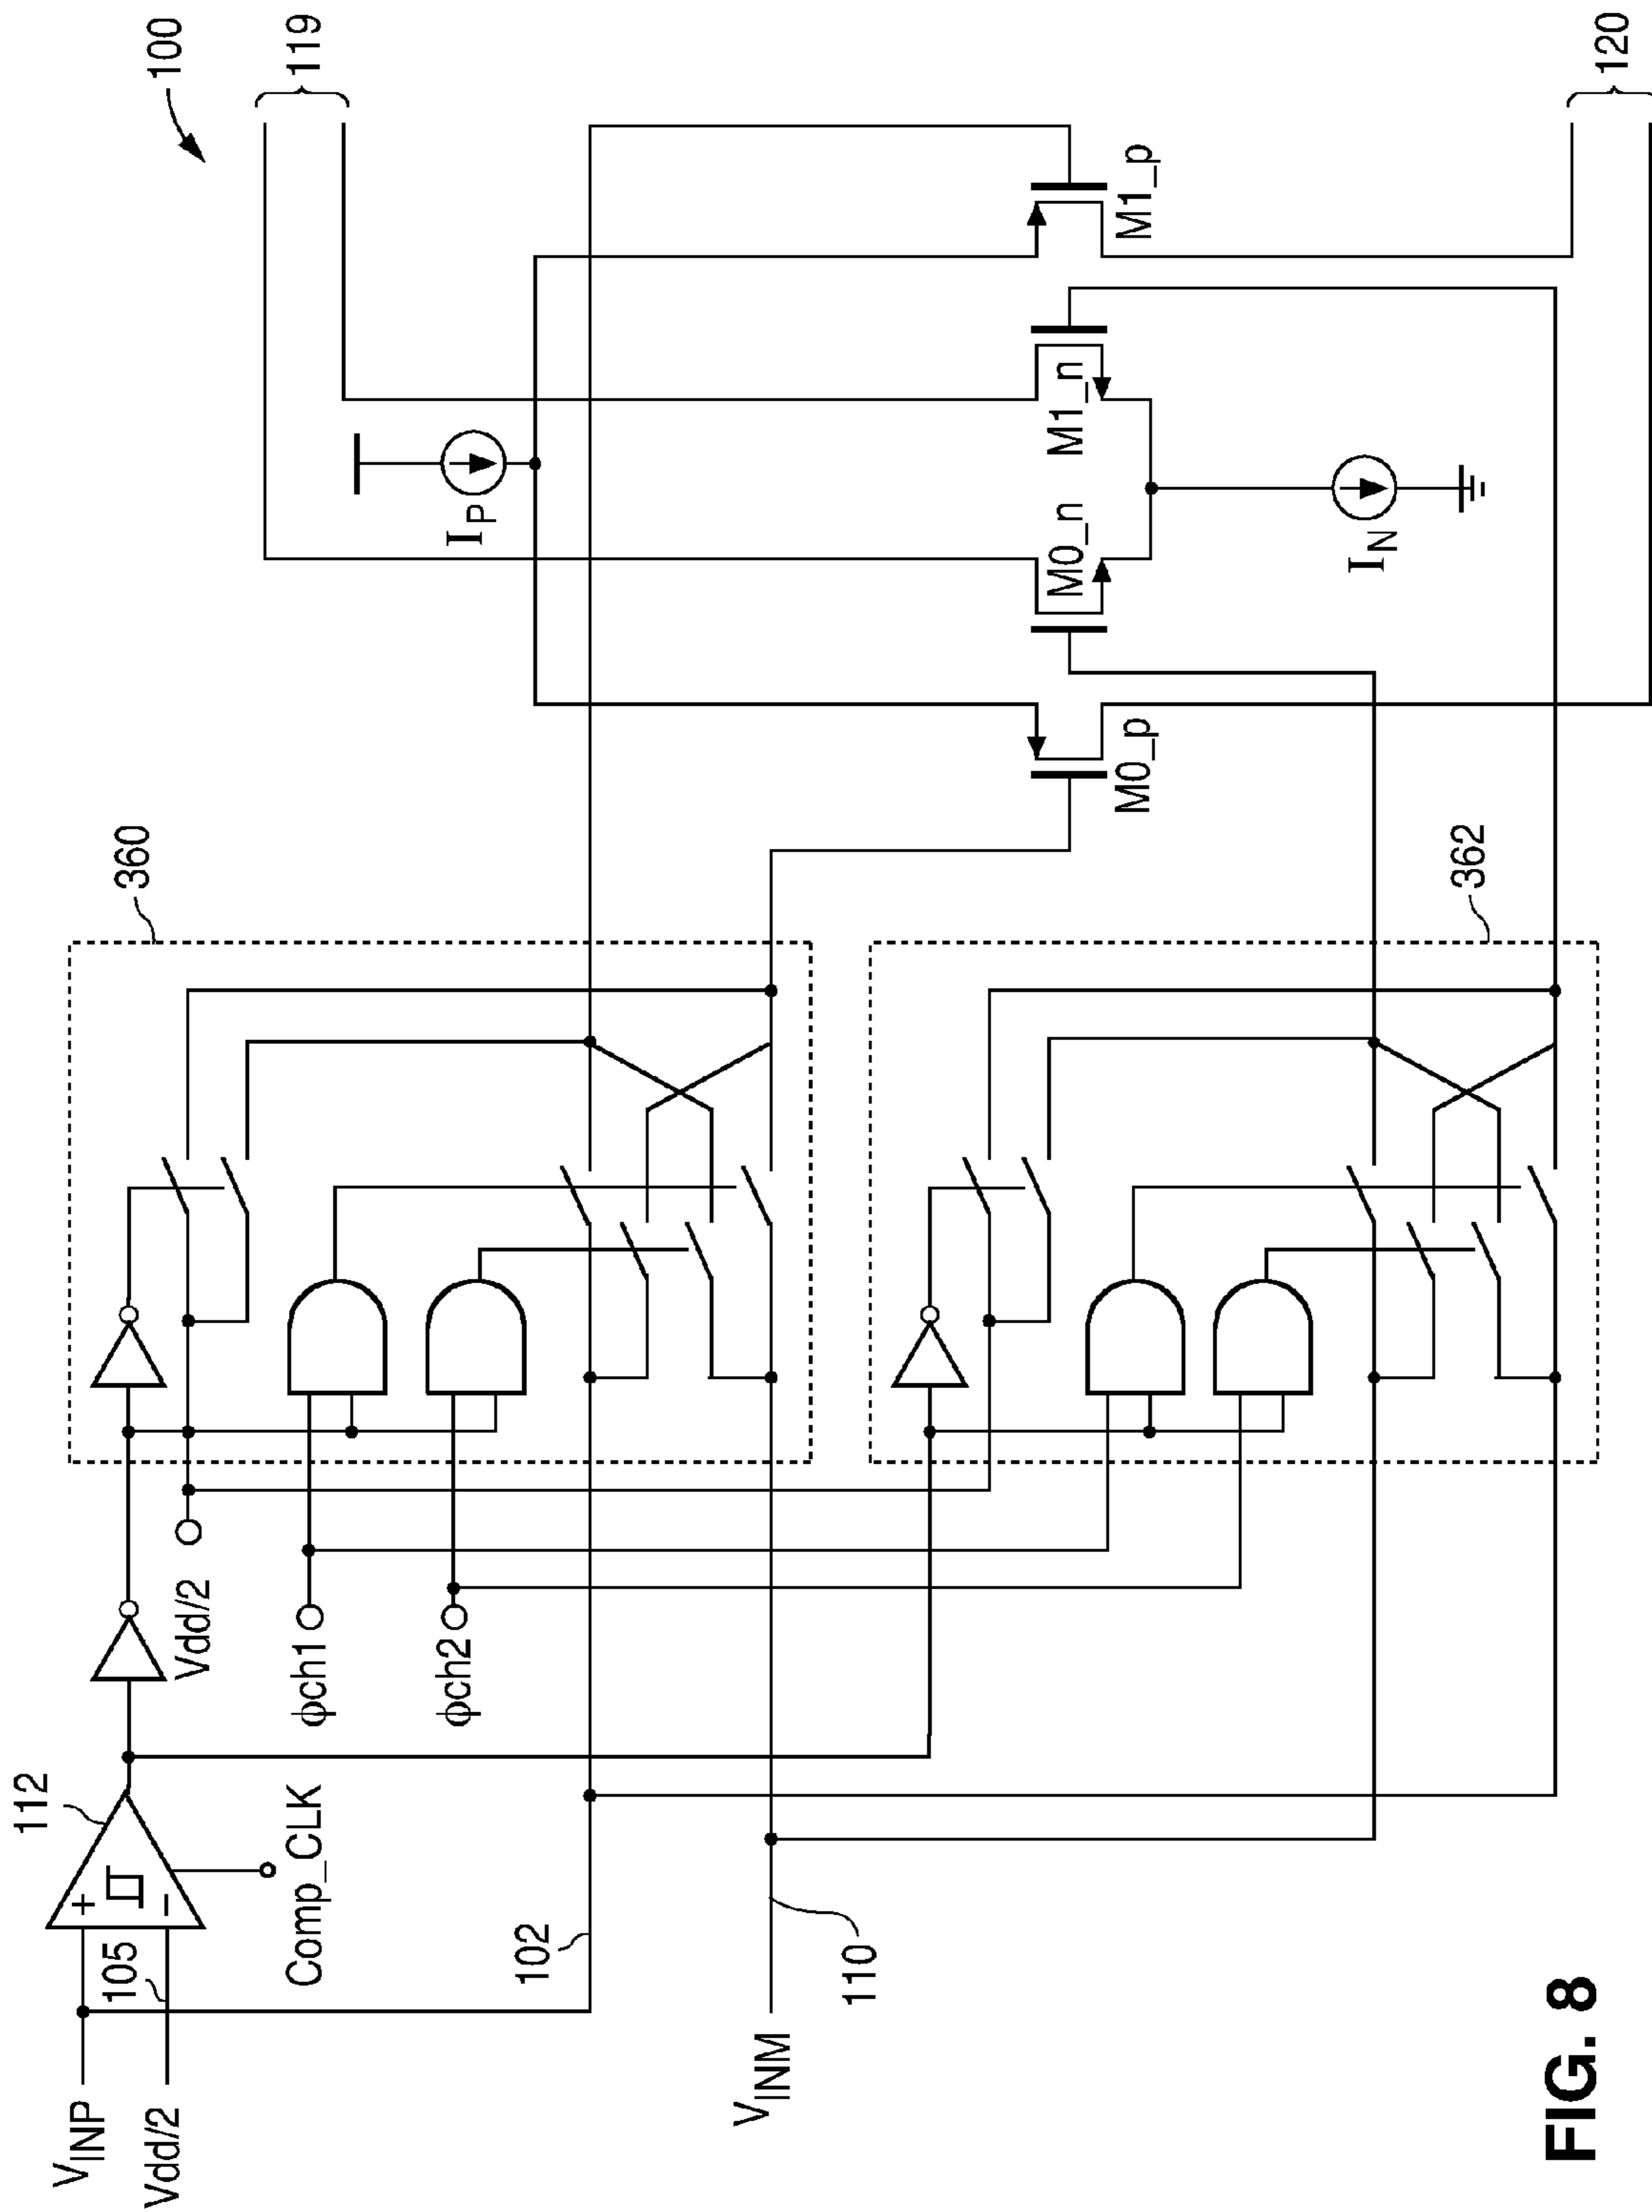 100
119
120
V_INP
Vdd/2
105
112
Comp_CLK
102
V_INM
110
Vdd/2
φch1
φch2
360
362
I_P
I_N
M0_p
M0_n
M1_n
M1_p
+
−
FIG. 8